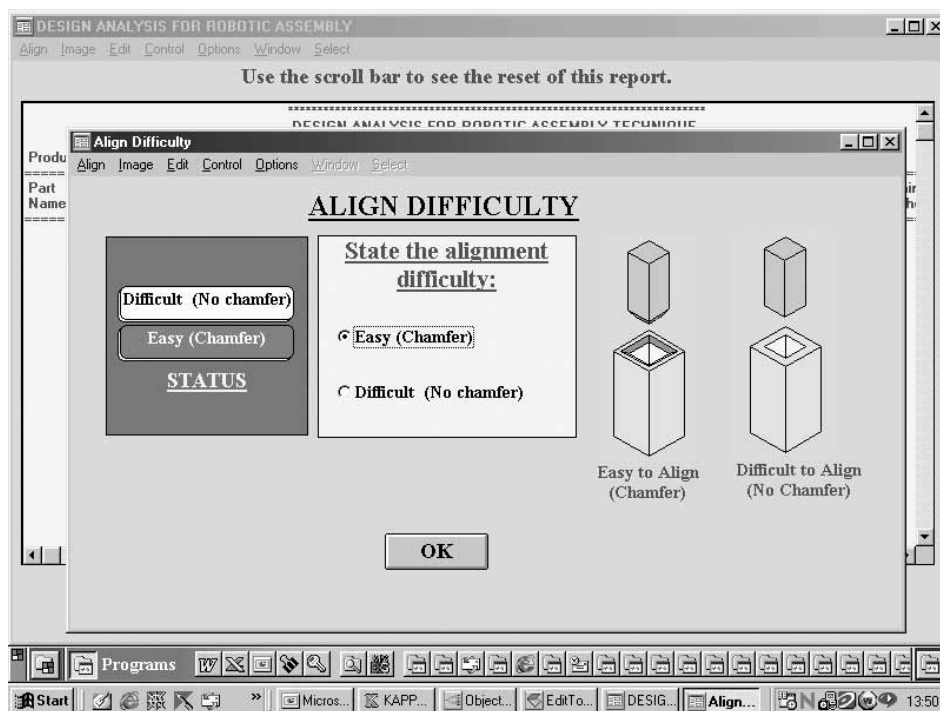 DESIGN ANALYSIS FOR ROBOTIC ASSEMBLY
Align Image Edit Control Options Window Select
Use the scroll bar to see the reset of this report.
*********************************************************************
DESIGN ANALYSIS FOR ROBOTIC ASSEMBLY TECHNIQUE
Produ
Part
Name
Align Difficulty
Align Image Edit Control Options Window Select
ALIGN DIFFICULTY
Difficult (No chamfer)
Easy (Chamfer)
STATUS
State the alignment
difficulty:
Easy (Chamfer)
Difficult (No chamfer)
Easy to Align
(Chamfer)
Difficult to Align
(No Chamfer)
OK
Programs
Start
»
Micros...
KAPP...
Object...
EditTo...
DESIG...
Align...
13:50